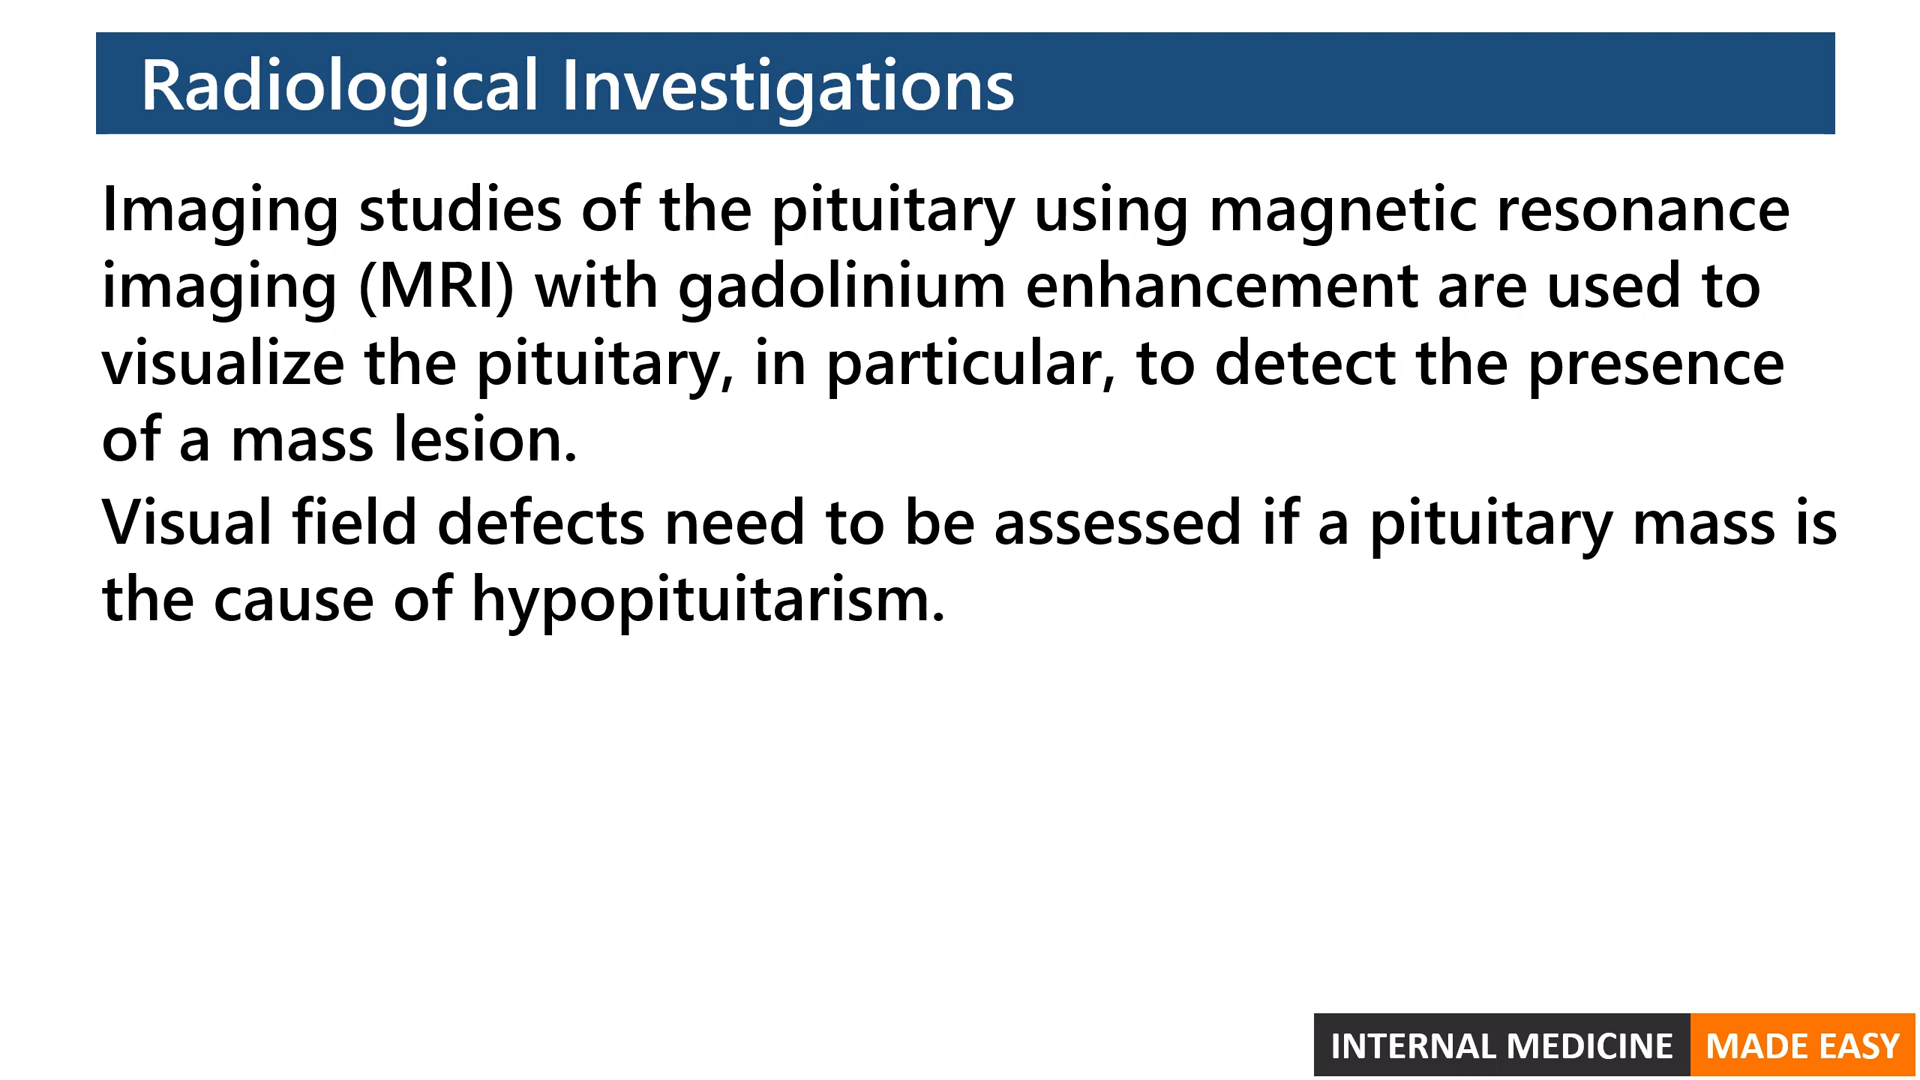 Radiological Investigations
Imaging studies of the pituitary using magnetic resonance
imaging (MRI) with gadolinium enhancement are used to
visualize the pituitary, in particular, to detect the presence
of a mass lesion.
Visual field defects need to be assessed if a pituitary mass is
the cause of hypopituitarism.
INTERNAL MEDICINE MADE EASY